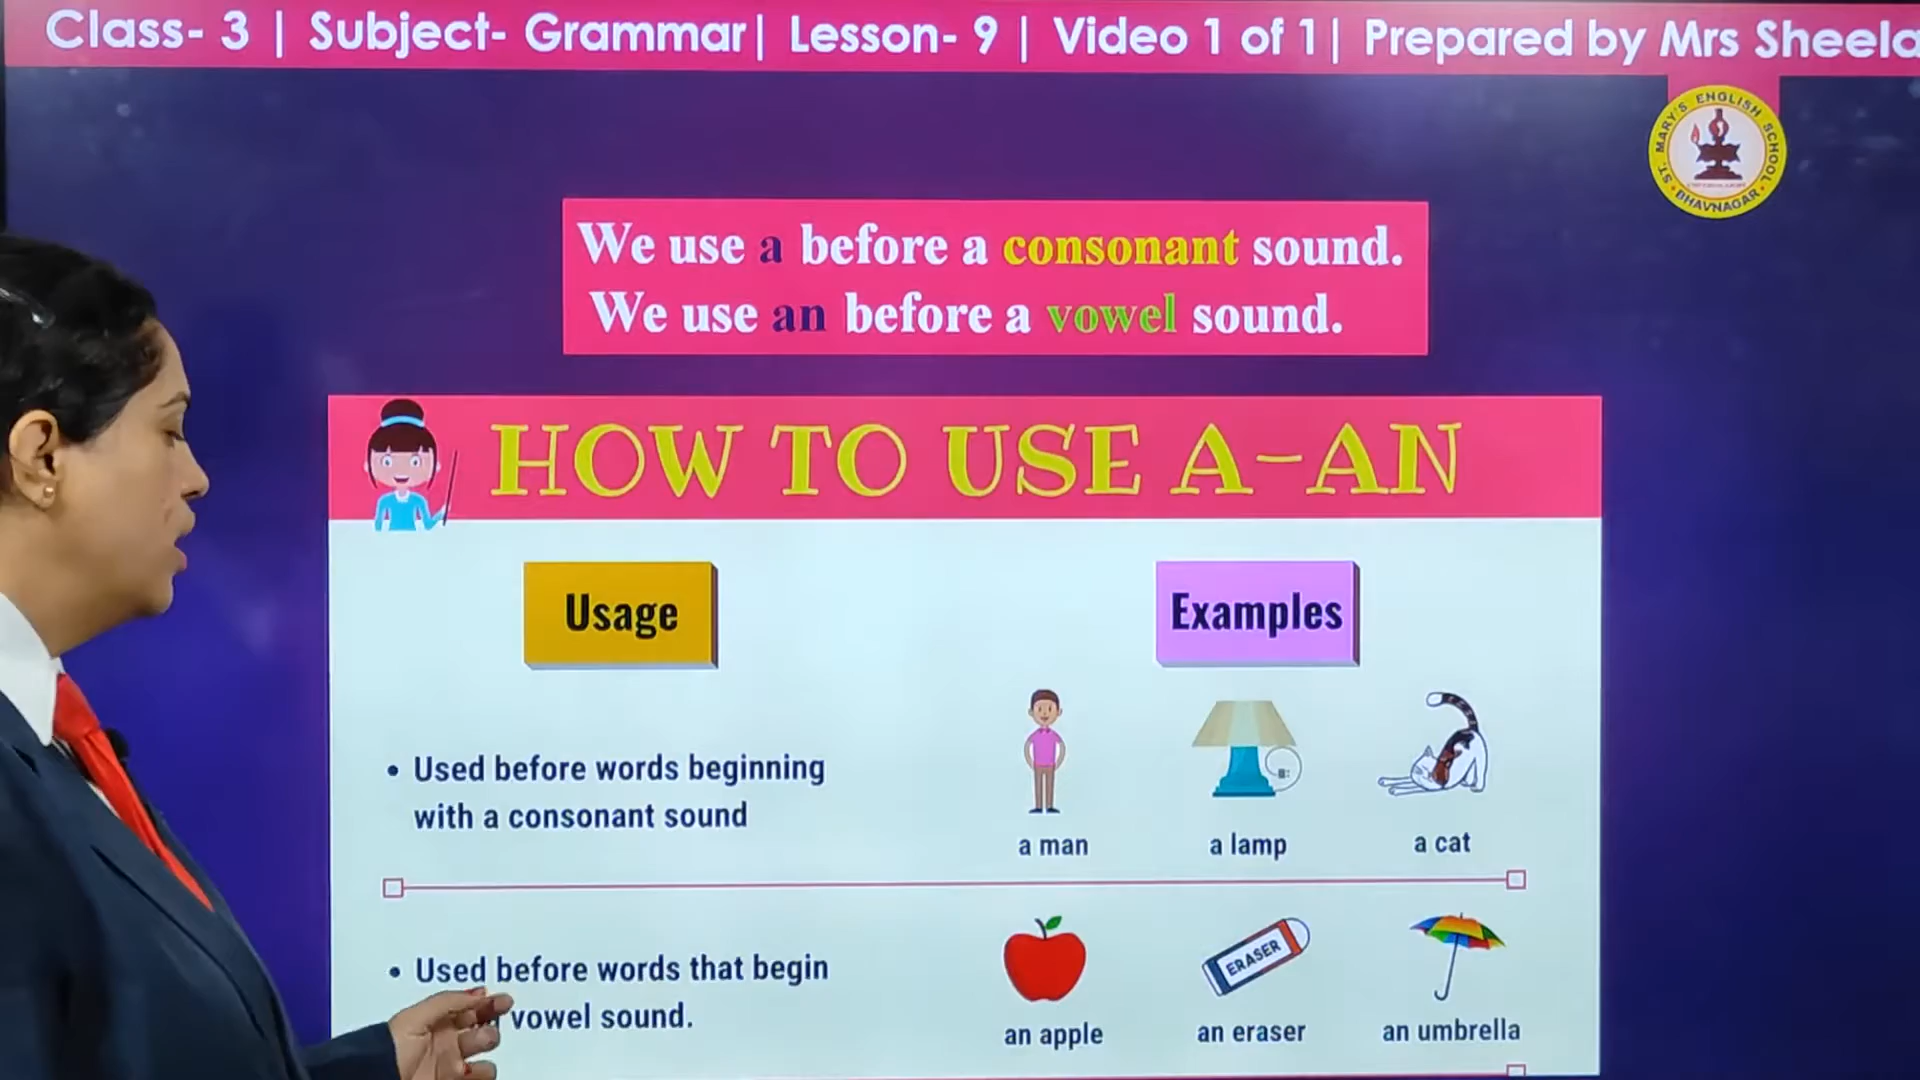 Class- 3 | Subject- Grammar| Lesson- 9 | Video 1 of 1| Prepared by Mrs Sheela
ST. MARY'S ENGLISH SCHOOL
BHAVNAGAR
We use a before a consonant sound.
We use an before a vowel sound.
HOW TO USE A-AN
Usage
Examples
• Used before words beginning
with a consonant sound
a man
a lamp
a cat
• Used before words that begin
vowel sound.
ERASER
an apple
an eraser
an umbrella